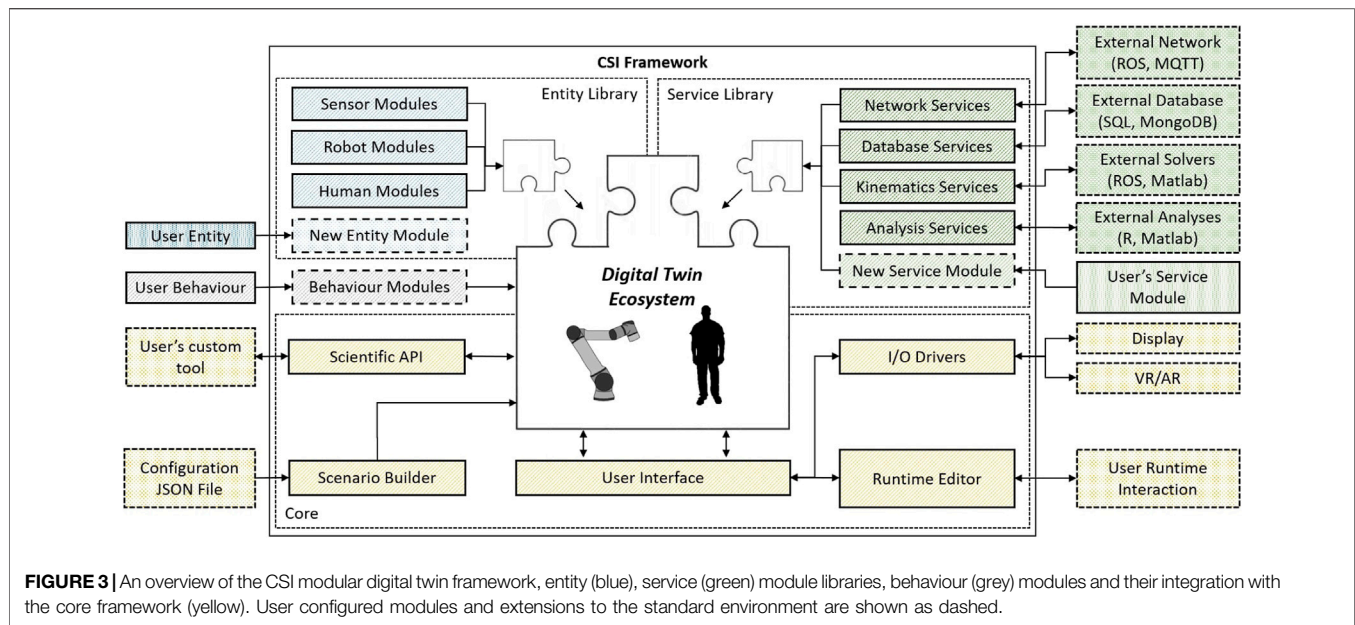 CSI Framework
Entity Library
Service Library
Sensor Modules
Robot Modules
Human Modules
User Entity
New Entity Module
User Behaviour
Behaviour Modules
User's custom
tool
Scientific API
Configuration
JSON File
Scenario Builder
Core
Digital Twin
Ecosystem
User Interface
Network Services
Database Services
Kinematics Services
Analysis Services
New Service Module
I/O Drivers
Runtime Editor
External Network
(ROS, MQTT)
External Database
(SQL, MongoDB)
External Solvers
(ROS, Matlab)
External Analyses
(R, Matlab)
User's Service
Module
Display
VR/AR
User Runtime
Interaction
FIGURE 3 | An overview of the CSI modular digital twin framework, entity (blue), service (green) module libraries, behaviour (grey) modules and their integration with
the core framework (yellow). User configured modules and extensions to the standard environment are shown as dashed.